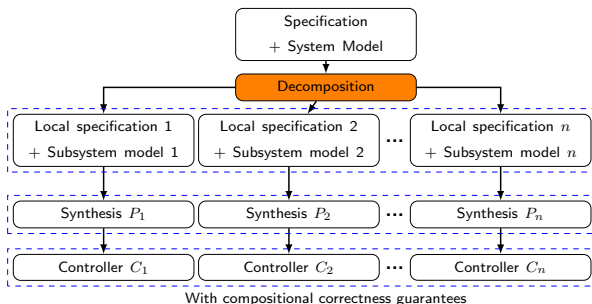 Specification
+ System Model
Decomposition
Local specification 1
+ Subsystem model 1
Local specification 2
+ Subsystem model 2
...
Local specification n
+ Subsystem model n
Synthesis P₁
Synthesis P₂
...
Synthesis Pₙ
Controller C₁
Controller C₂
...
Controller Cₙ
With compositional correctness guarantees